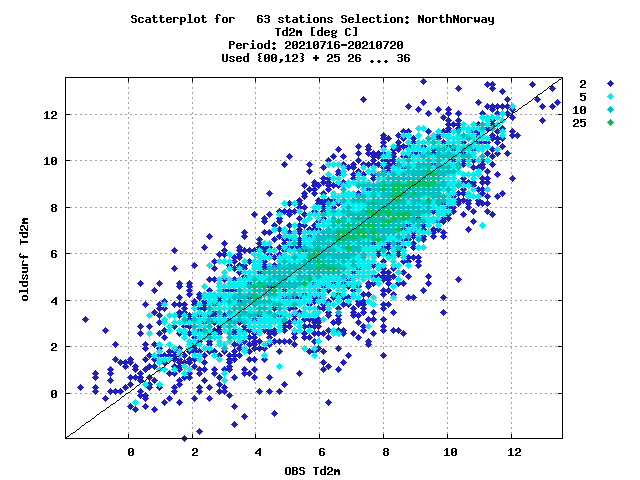 Scatterplot for   63 stations Selection: NorthNorway
Td2m [deg C]
Period: 20210716-20210720
Used {00,12} + 25 26 ... 36
2
5
10
25
12
10
8
6
4
2
0
oldsurf Td2m
0 2 4 6 8 10 12
OBS Td2m